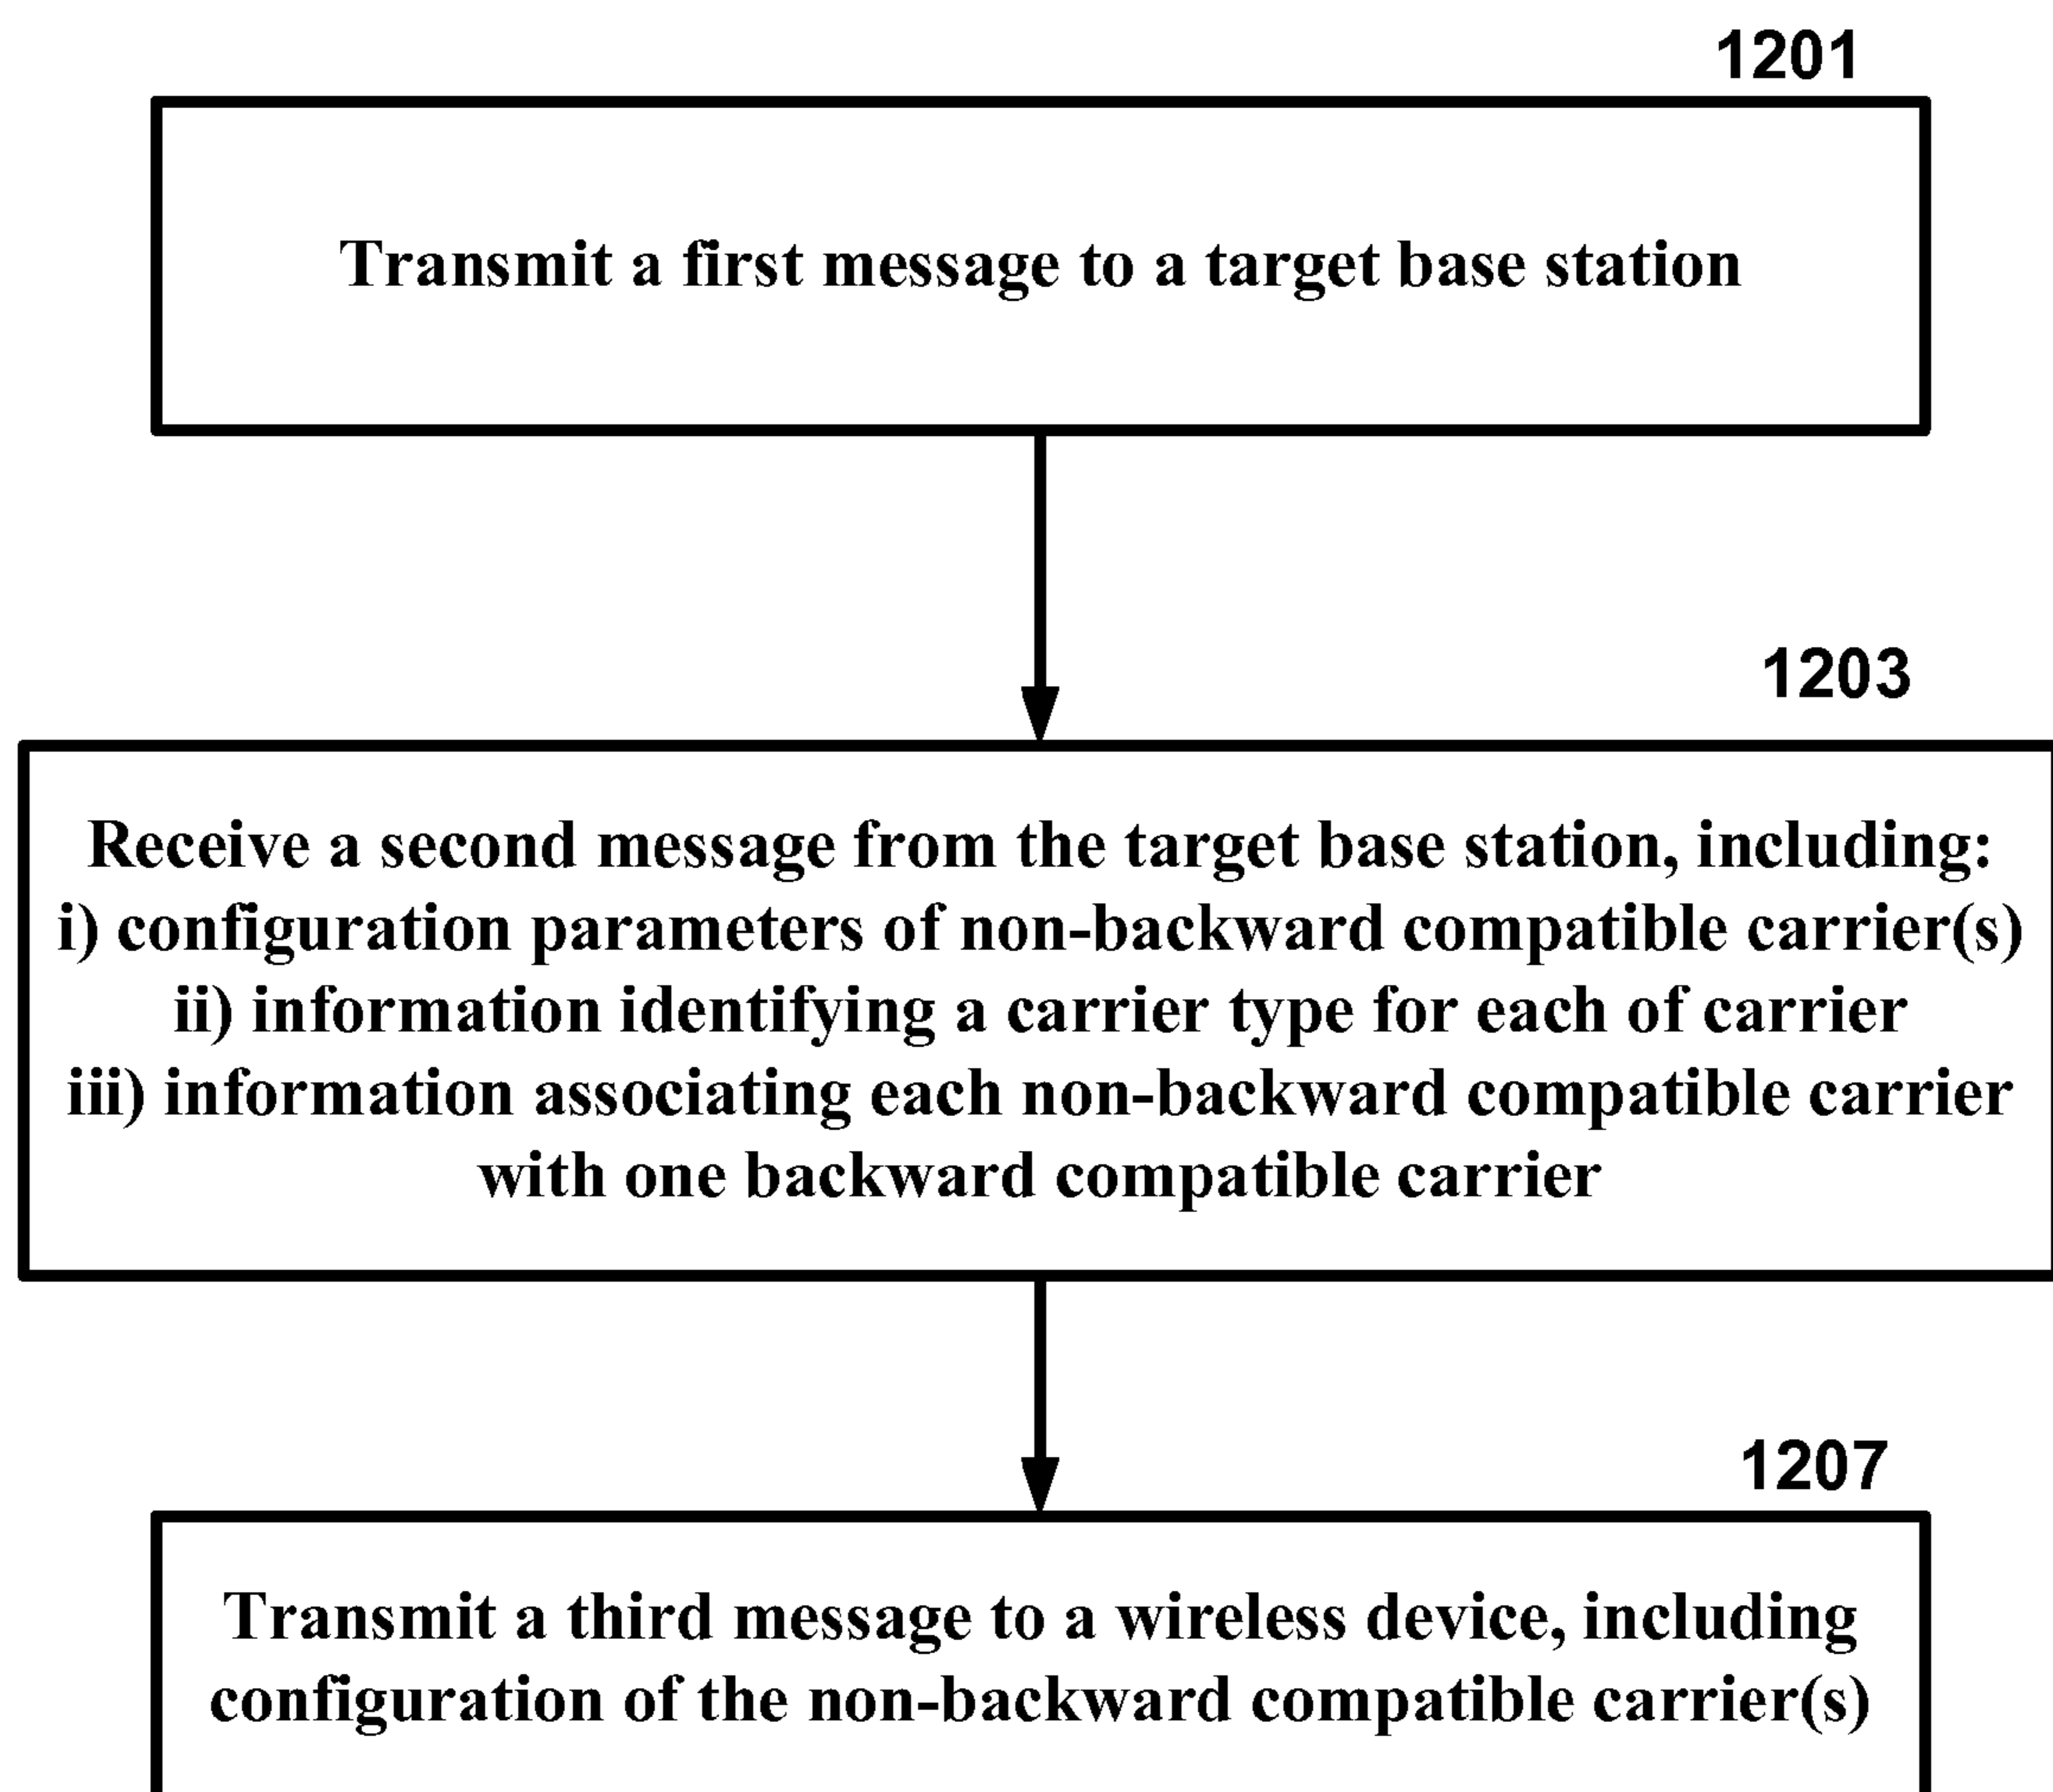 1201
Transmit a first message to a target base station
1203
Receive a second message from the target base station, including:
i) configuration parameters of non-backward compatible carrier(s)
ii) information identifying a carrier type for each of carrier
iii) information associating each non-backward compatible carrier
with one backward compatible carrier
1207
Transmit a third message to a wireless device, including
configuration of the non-backward compatible carrier(s)